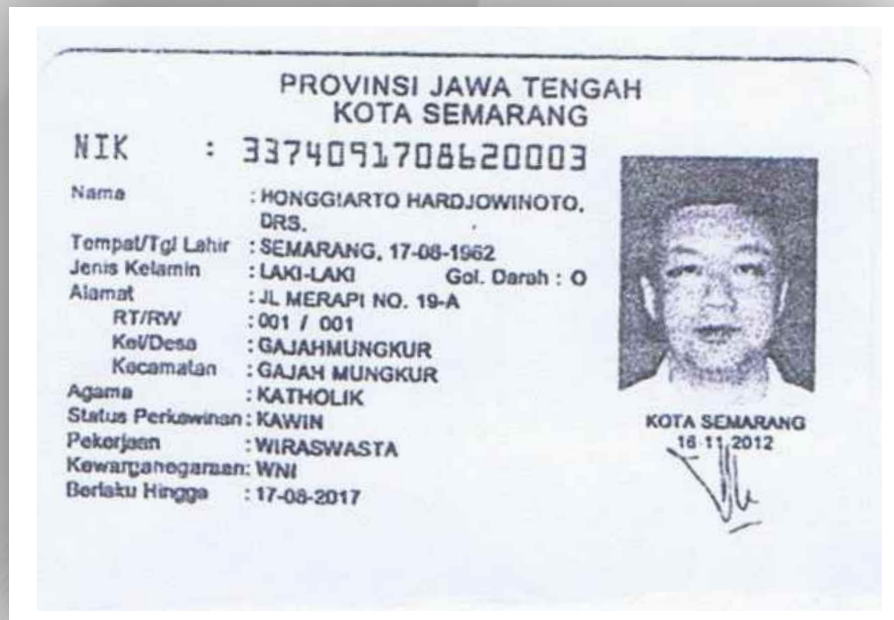 PROVINSI JAWA TENGAH
KOTA SEMARANG
NIK : 3374091708620003
Nama : HONGGIARTO HARDJOWINOTO,
DRS.
Tempat/Tgl Lahir : SEMARANG, 17-08-1962
Jenis Kelamin : LAKI-LAKI Gol. Darah : O
Alamat : JL MERAPI NO. 19-A
RT/RW : 001 / 001
Kel/Desa : GAJAHMUNGKUR
Kecamatan : GAJAH MUNGKUR
Agama : KATHOLIK
Status Perkawinan : KAWIN
Pekerjaan : WIRASWASTA
Kewarganegaraan : WNI
Berlaku Hingga : 17-08-2017
KOTA SEMARANG
16-11-2012